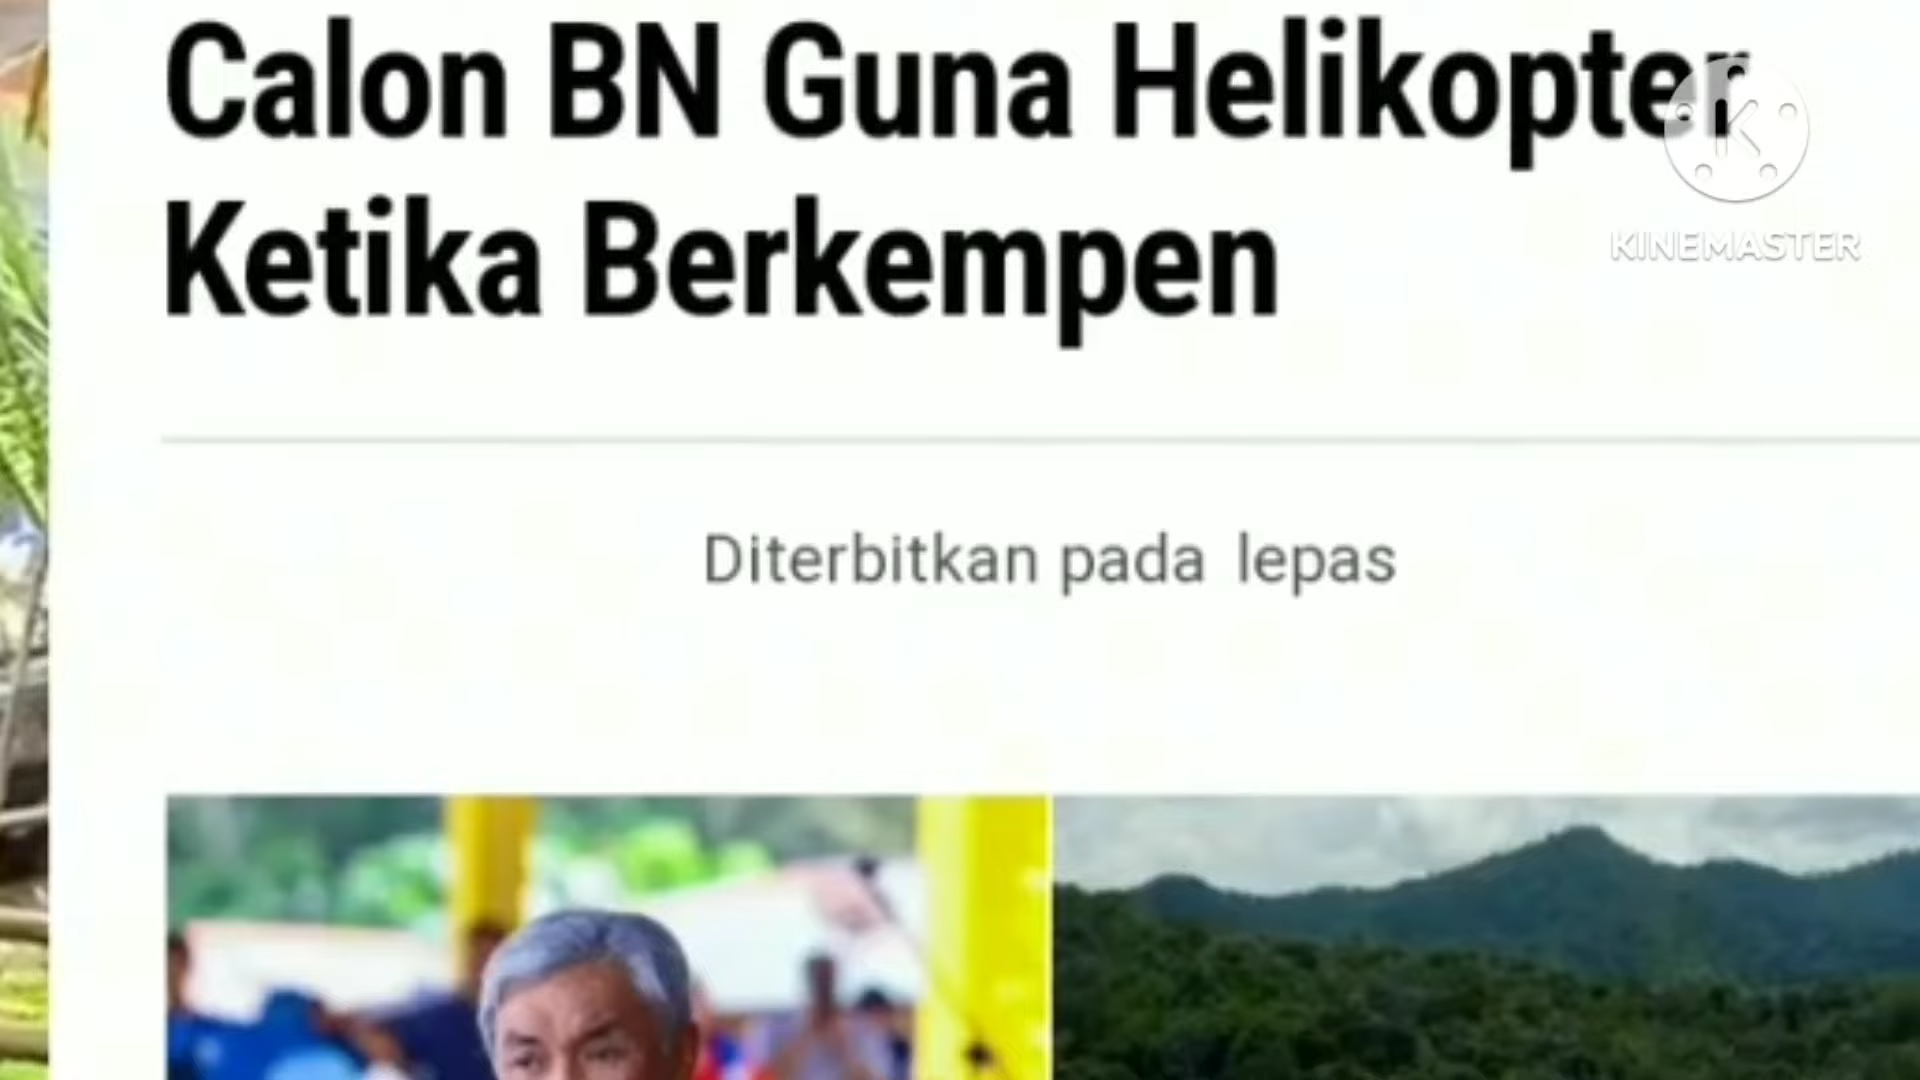 Calon BN Guna Helikopter
Ketika Berkempen
KINEMASTER
Diterbitkan pada lepas